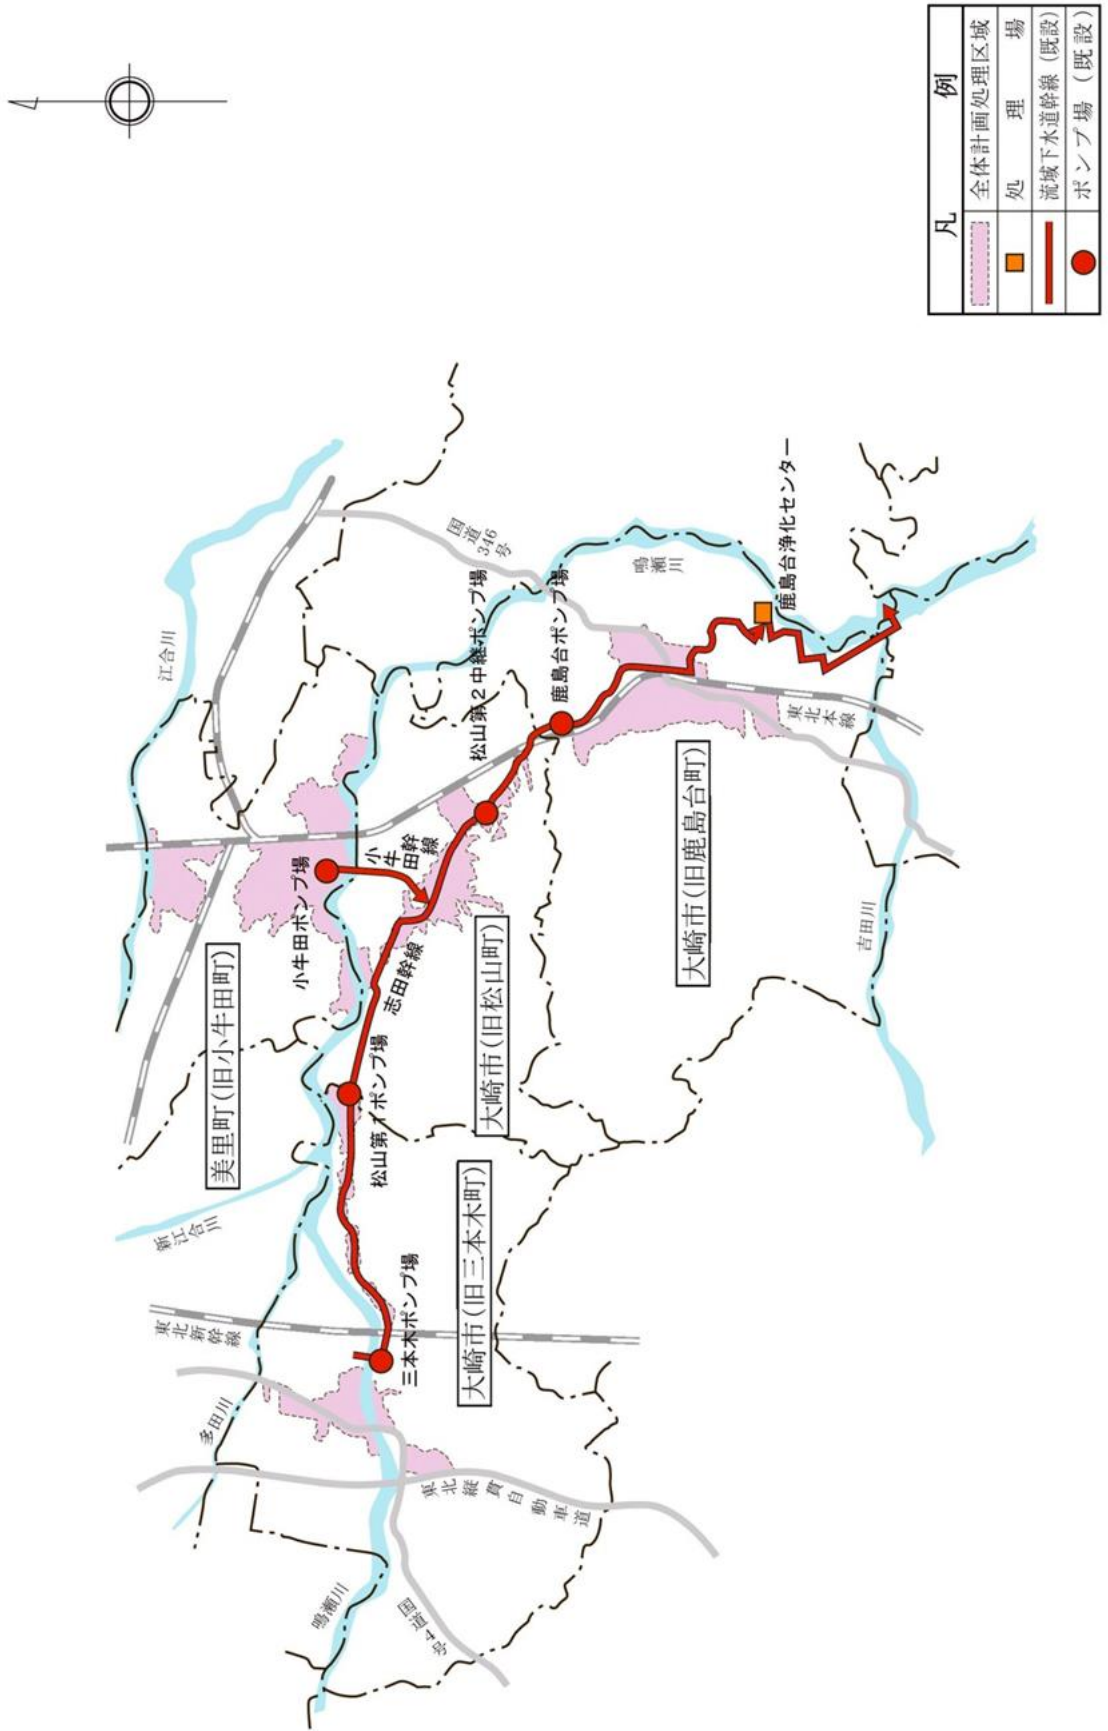 凡例
全体計画処理区域
処理場
流域下水道幹線（既設）
ポンプ場（既設）
江合川
国道346号
鳴瀬川
鹿島台浄化センター
松山第2中継ポンプ場
鹿島台ポンプ場
東北本線
小牛田ポンプ場
小牛田幹線
志田幹線
美里町(旧小牛田町)
大崎市(旧松山町)
大崎市(旧鹿島台町)
吉田川
松山第1ポンプ場
新江合川
東北新幹線
三本木ポンプ場
大崎市(旧三本木町)
多田川
東北縦貫自動車道
鳴瀬川
国道4号